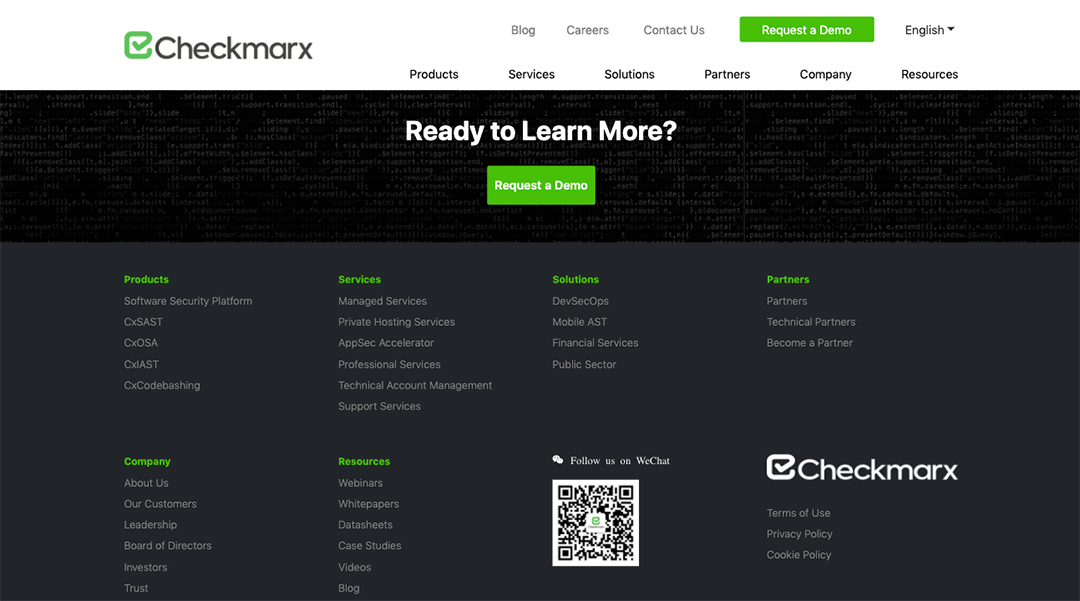 Checkmarx
Blog
Careers
Contact Us
Request a Demo
English
Products
Services
Solutions
Partners
Company
Resources
Ready to Learn More?
Request a Demo
Products
Software Security Platform
CxSAST
CxOSA
CxIAST
CxCodebashing
Services
Managed Services
Private Hosting Services
AppSec Accelerator
Professional Services
Technical Account Management
Support Services
Solutions
DevSecOps
Mobile AST
Financial Services
Public Sector
Partners
Partners
Technical Partners
Become a Partner
Company
About Us
Our Customers
Leadership
Board of Directors
Investors
Trust
Resources
Webinars
Whitepapers
Datasheets
Case Studies
Videos
Blog
Follow us on WeChat
Checkmarx
Terms of Use
Privacy Policy
Cookie Policy